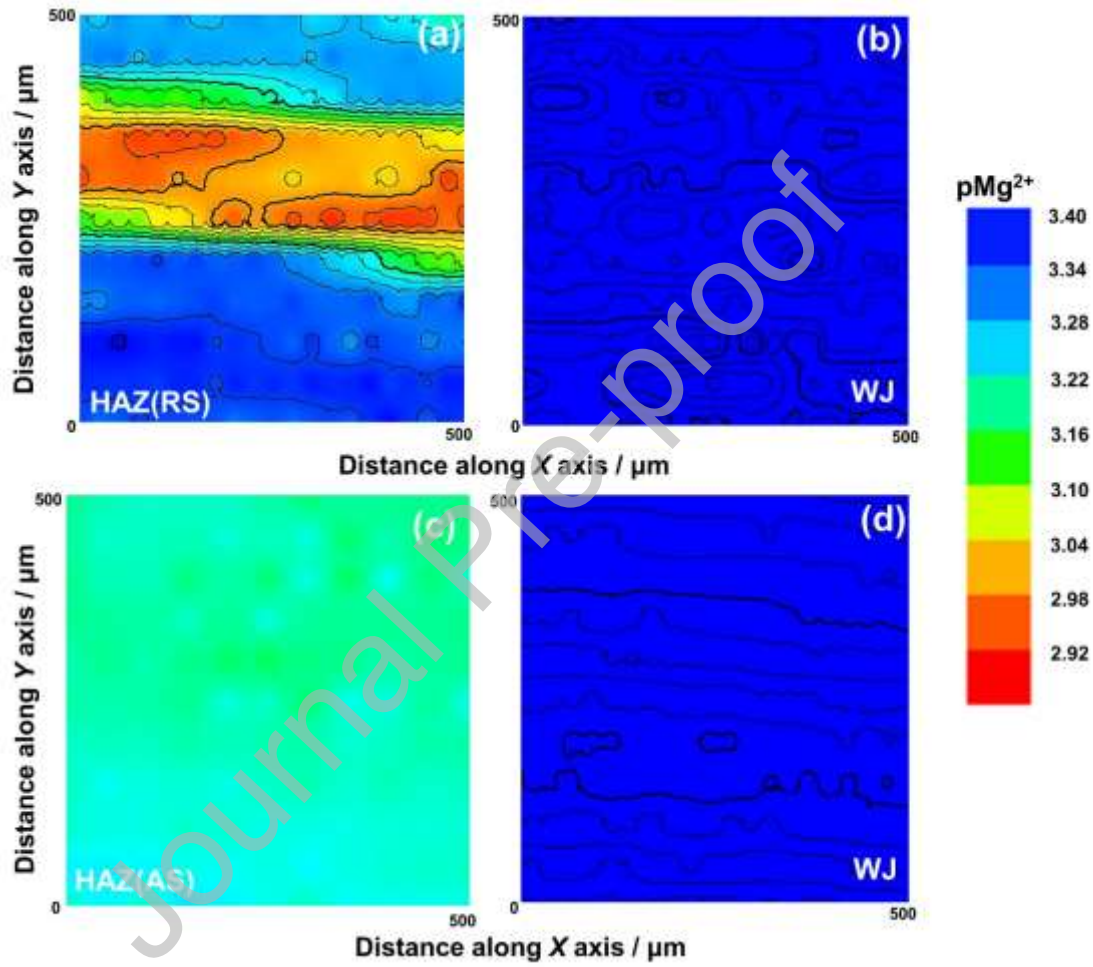 500
(a)
500
(b)
Distance along Y axis / µm
HAZ(RS)
WJ
0
500
0
500
Distance along X axis / µm
pMg²⁺
3.40
3.34
3.28
3.22
3.16
3.10
3.04
2.98
2.92
500
(c)
500
(d)
Distance along Y axis / µm
HAZ(AS)
WJ
0
500
0
500
Distance along X axis / µm
Journal Pre-proof